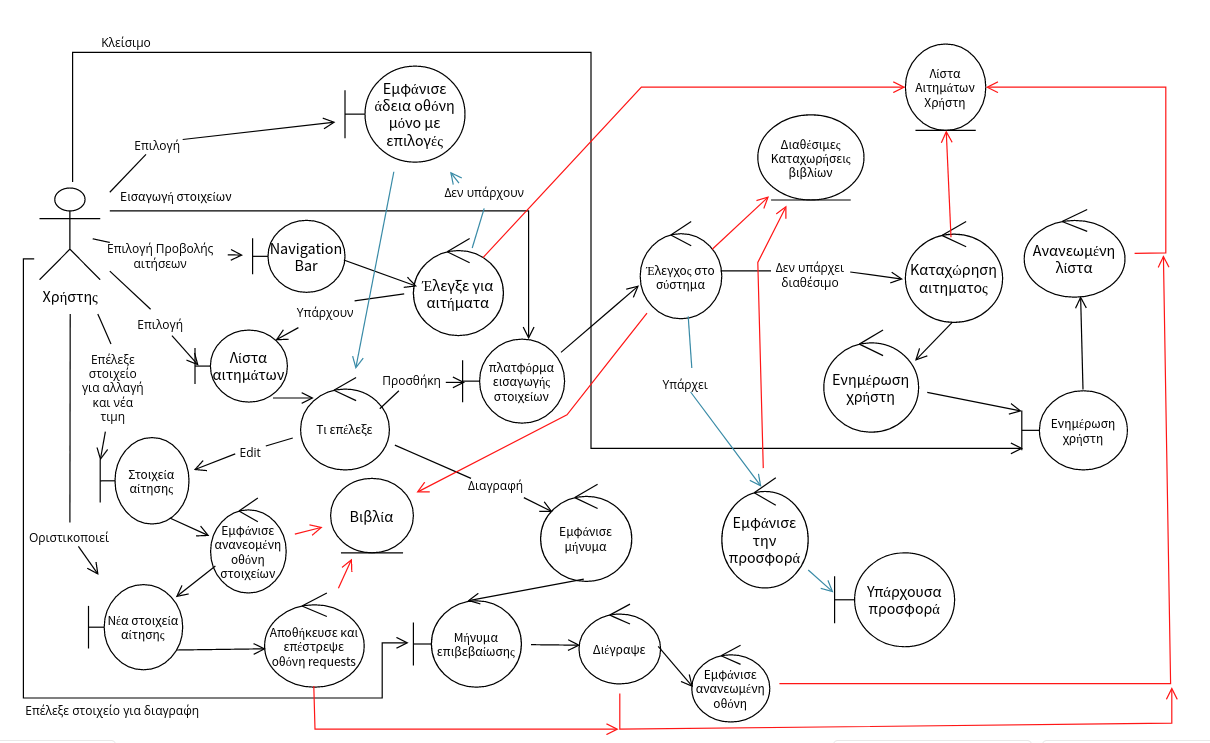 Κλείσιμο
Εμφάνισε
άδεια οθόνη
μόνο με
επιλογές
Λίστα
Αιτημάτων
Χρήστη
Επιλογή
Διαθέσιμες
Καταχωρήσεις
βιβλίων
Εισαγωγή στοιχείων
Δεν υπάρχουν
Επιλογή Προβολής
αιτήσεων
Navigation
Bar
Έλεγξε για
αιτήματα
Έλεγχος στο
σύστημα
Δεν υπάρχει
διαθέσιμο
Καταχώρηση
αιτηματος
Ανανεωμένη
λίστα
Χρήστης
Υπάρχουν
Επιλογή
Λίστα
αιτημάτων
Επέλεξε
στοιχείο
για αλλαγή
και νέα
τιμη
Προσθήκη
πλατφόρμα
εισαγωγής
στοιχείων
Υπάρχει
Ενημέρωση
χρήστη
Τι επέλεξε
Ενημέρωση
χρήστη
Edit
Στοιχεία
αίτησης
Διαγραφή
Βιβλία
Εμφάνισε
ανανεομένη
οθόνη
στοιχείων
Εμφάνισε
μήνυμα
Εμφάνισε
την
προσφορά
Οριστικοποιεί
Υπάρχουσα
προσφορά
Νέα στοιχεία
αίτησης
Αποθήκευσε και
επέστρεψε
οθόνη requests
Μήνυμα
επιβεβαίωσης
Διέγραψε
Εμφάνισε
ανανεωμένη
οθόνη
Επέλεξε στοιχείο για διαγραφη